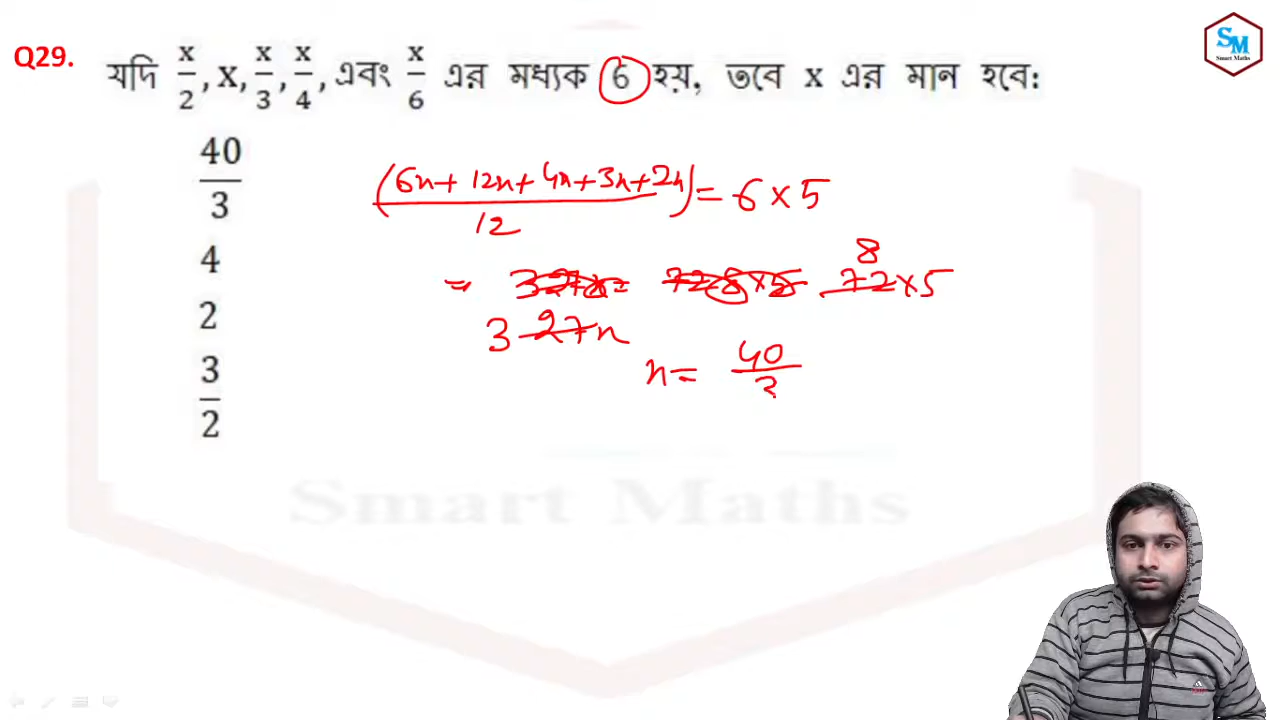 Q29. যদি x/2, x, x/3, x/4, এবং x/6 এর মধ্যক 6 হয়, তবে x এর মান হবে:
SM
Smart Maths
40/3
4
2
3/2
(6x + 12x + 4x + 3x + 2x)/12 = 6 × 5
8
= 72 × 5
3 27x
x = 40/3
Smart Maths